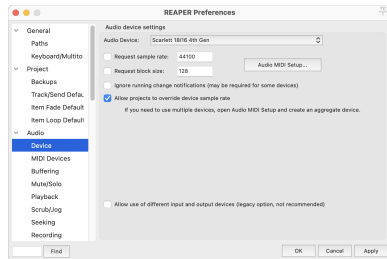 REAPER Preferences
General
Paths
Keyboard/Multito
Project
Backups
Track/Send Defau
Item Fade Default
Item Loop Default
Audio
Device
MIDI Devices
Buffering
Mute/Solo
Playback
Scrub/Jog
Seeking
Recording
Find
Audio device settings
Audio Device: Scarlett 18i16 4th Gen
Request sample rate: 44100
Audio MIDI Setup...
Request block size: 128
Ignore running change notifications (may be required for some devices)
Allow projects to override device sample rate
If you need to use multiple devices, open Audio MIDI Setup and create an aggregate device.
Allow use of different input and output devices (legacy option, not recommended)
OK Cancel Apply